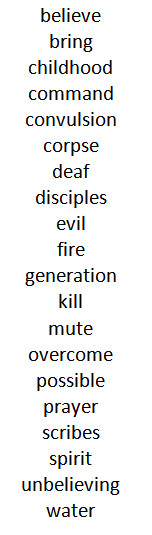 believe
bring
childhood
command
convulsion
corpse
deaf
disciples
evil
fire
generation
kill
mute
overcome
possible
prayer
scribes
spirit
unbelieving
water